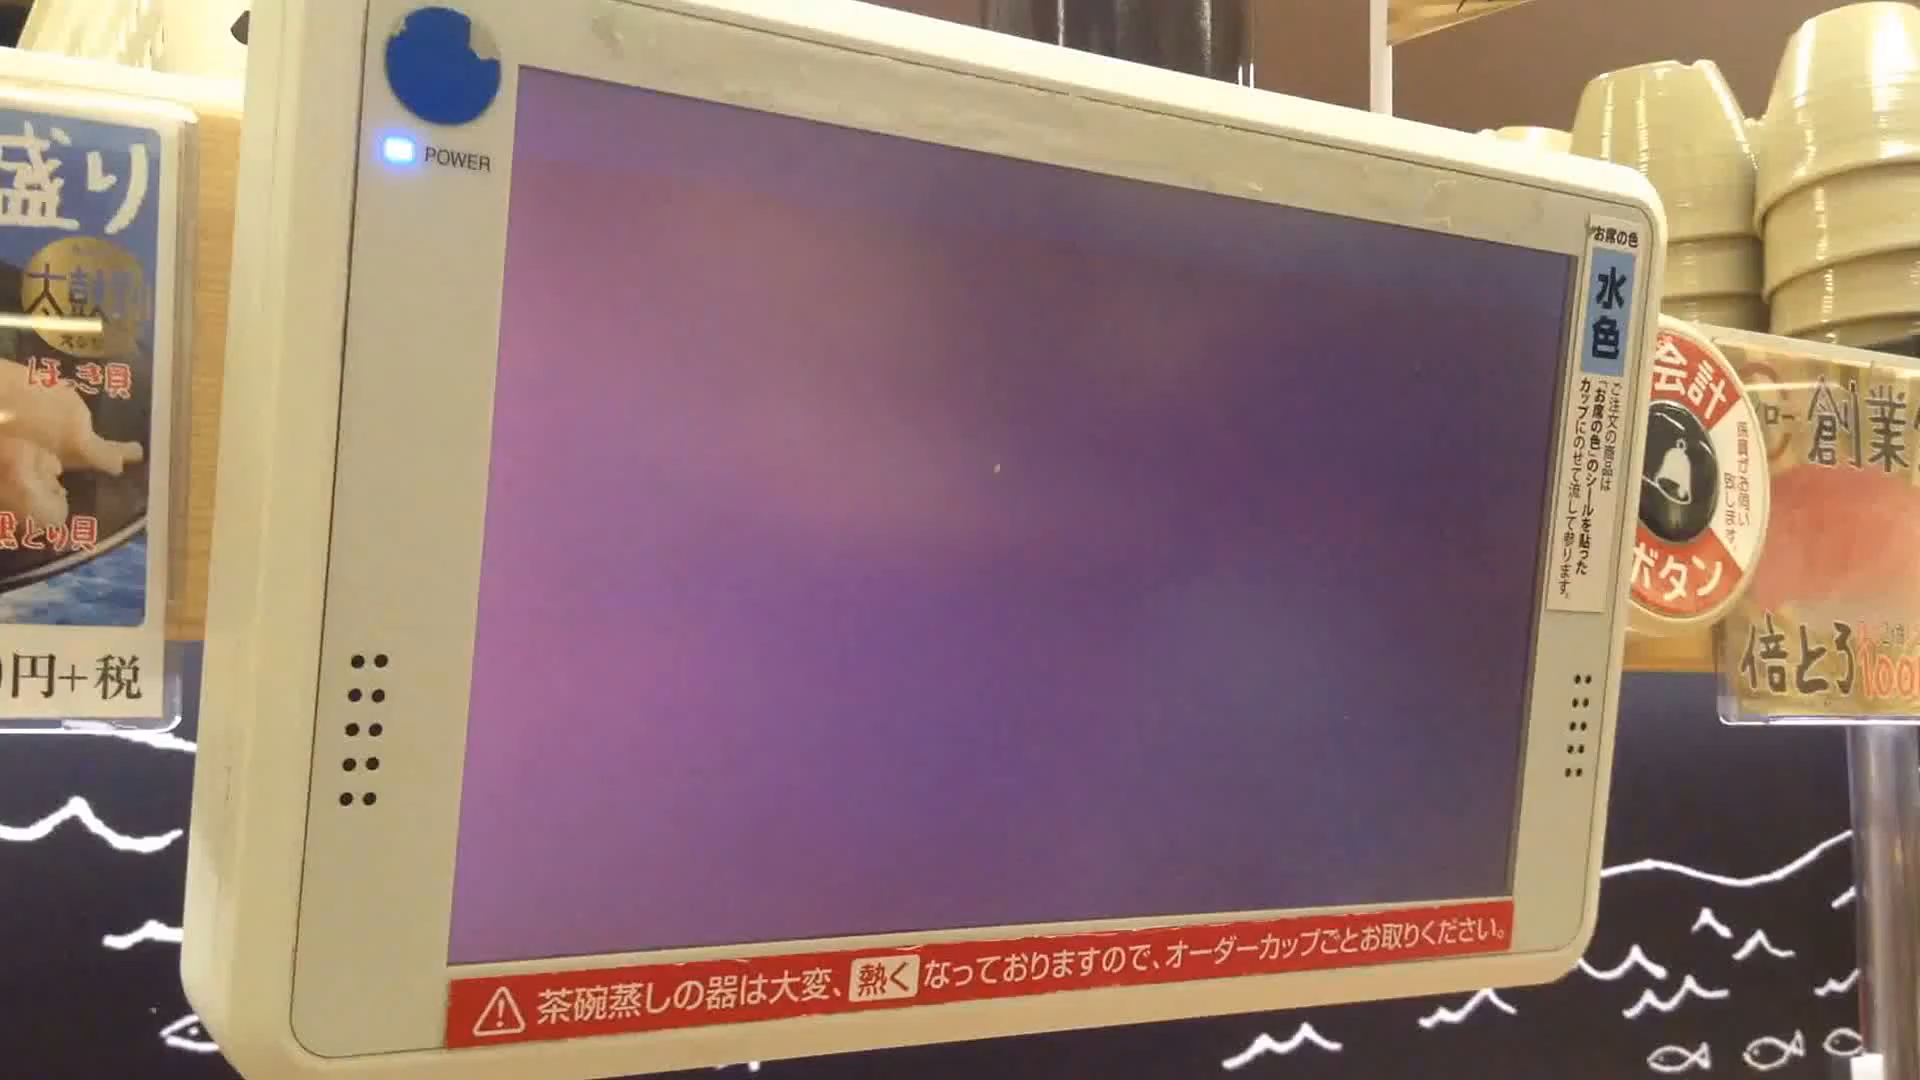 盛り
太鼓判
ほっき貝
黒とり貝
円+税
POWER
お席の色
水色
ご注文の商品は
「お席の色」のシールを貼った
カップにのせて流して参ります。
会計
ボタン
創業
倍とろ
100
茶碗蒸しの器は大変、熱くなっておりますので、オーダーカップごとお取りください。